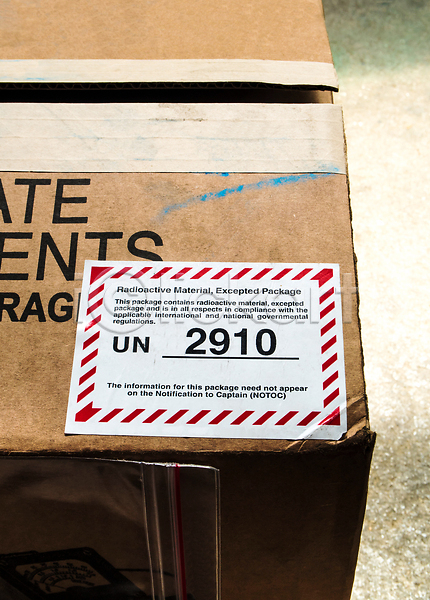 ATE
ENTS
RAGI
Radioactive Material, Excepted Package
This package contains radioactive material, excepted
package and is in all respects in compliance with the
applicable international and national governmental
regulations.
UN 2910
The information for this package need not appear
on the Notification to Captain (NOTOC)